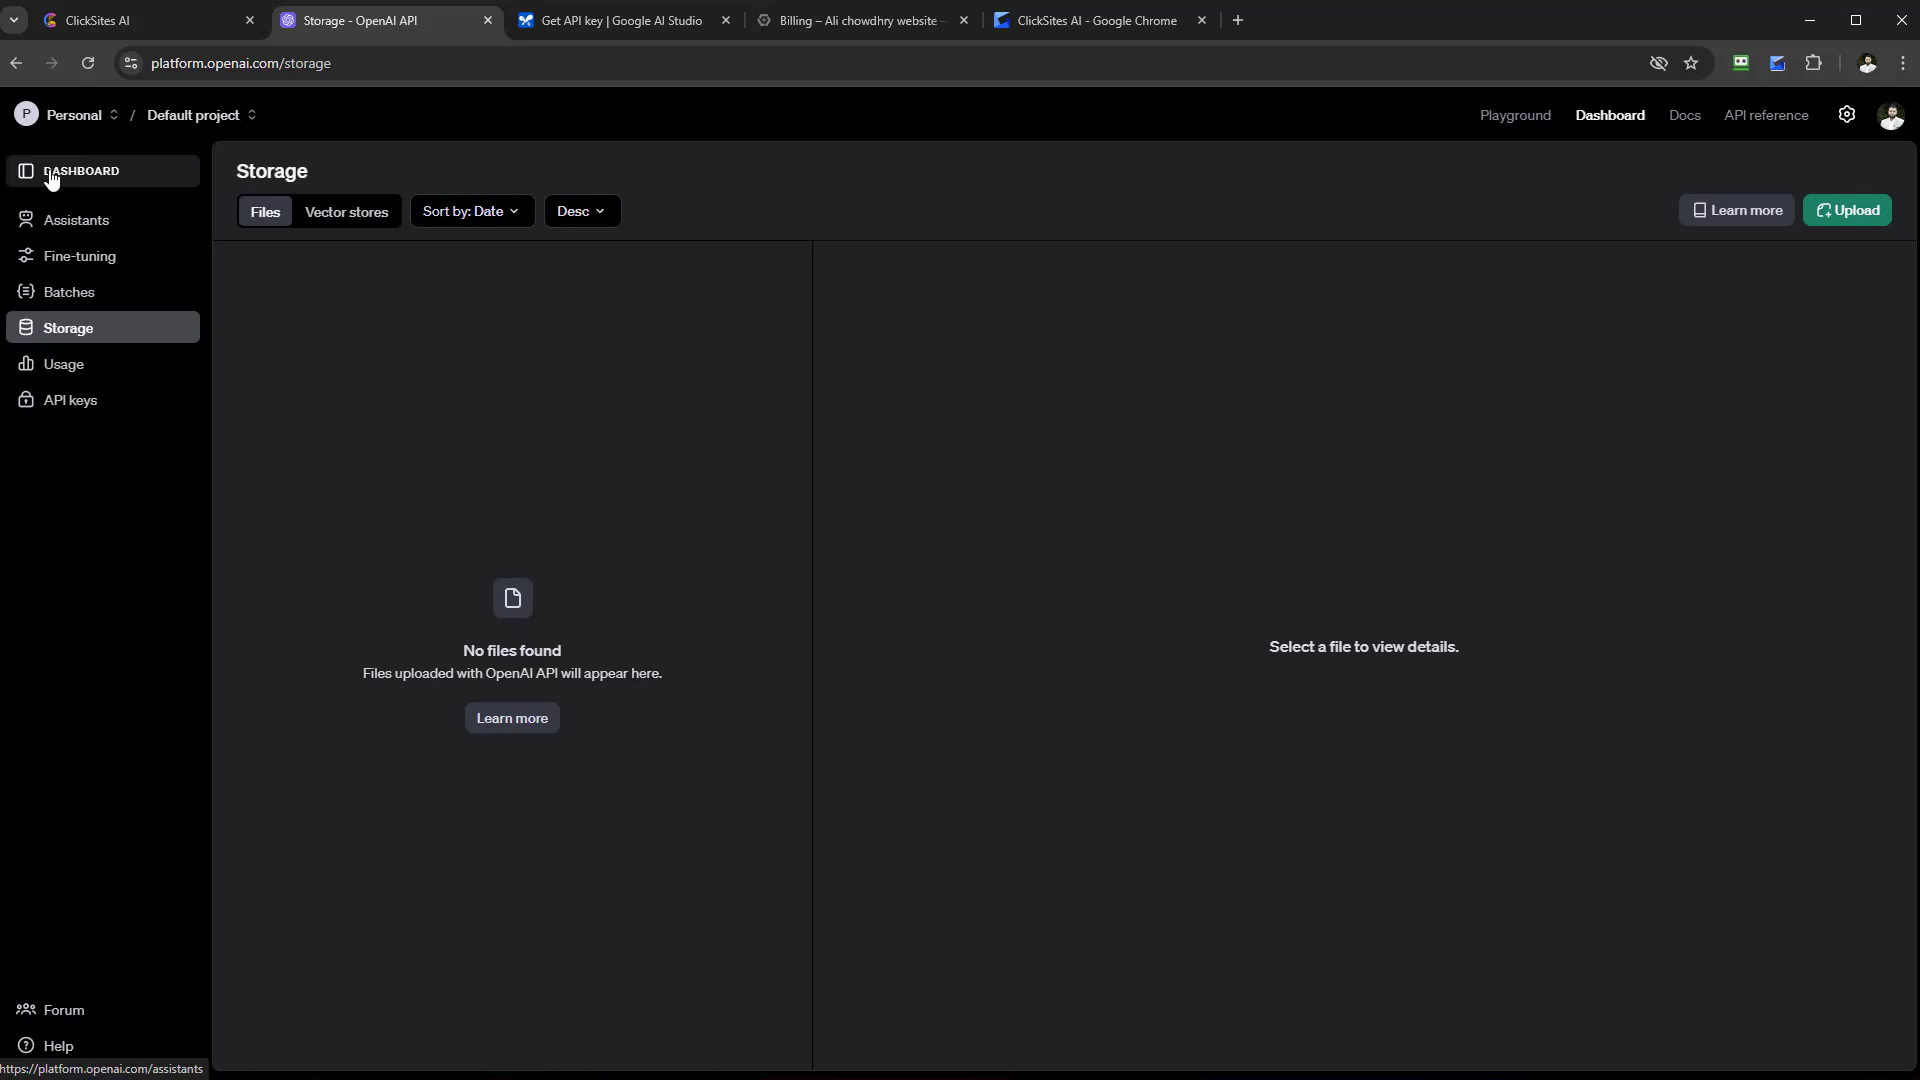 ClickSites AI
Storage - OpenAI API
Get API key | Google AI Studio
Billing – Ali chowdhry website –
ClickSites AI - Google Chrome
platform.openai.com/storage
P Personal / Default project
Playground
Dashboard
Docs
API reference
DASHBOARD
Assistants
Fine-tuning
Batches
Storage
Usage
API keys
Forum
Help
https://platform.openai.com/assistants
Storage
Files
Vector stores
Sort by: Date
Desc
Learn more
Upload
No files found
Files uploaded with OpenAI API will appear here.
Learn more
Select a file to view details.